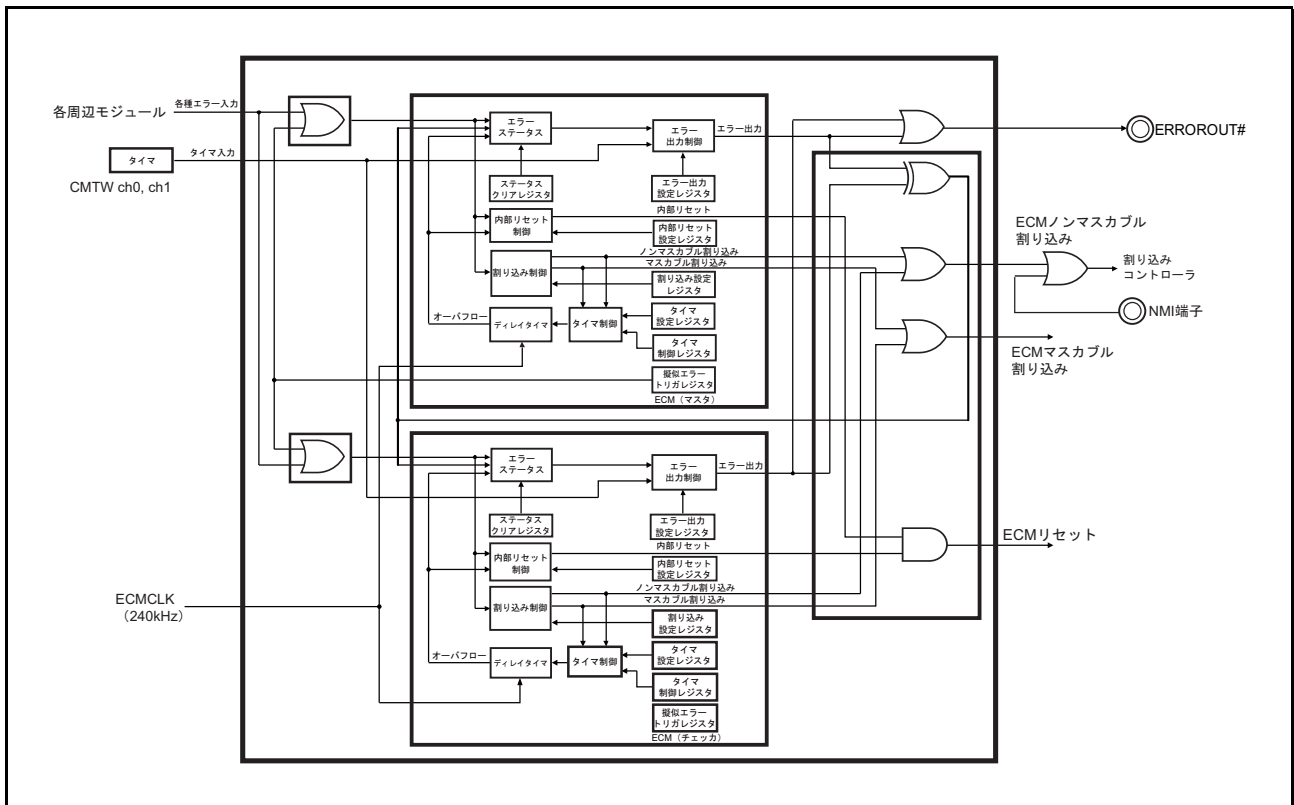 各周辺モジュール
各種エラー入力
タイマ
タイマ入力
CMTW ch0, ch1
エラー
ステータス
エラー
出力制御
エラー出力
ステータス
クリアレジスタ
エラー出力
設定レジスタ
内部リセット
制御
内部リセット
内部リセット
設定レジスタ
ノンマスカブル割り込み
マスカブル割り込み
割り込み制御
割り込み設定
レジスタ
オーバフロー
ディレイタイマ
タイマ制御
タイマ
設定レジスタ
タイマ
制御レジスタ
擬似エラー
トリガレジスタ
ECM（マスタ）
ERROROUT#
ECMノンマスカブル
割り込み
割り込み
コントローラ
NMI端子
ECMマスカブル
割り込み
エラー
ステータス
エラー
出力制御
エラー出力
ステータス
クリアレジスタ
エラー出力
設定レジスタ
内部リセット
制御
内部リセット
内部リセット
設定レジスタ
ECMリセット
ECMCLK
（240kHz）
ノンマスカブル割り込み
マスカブル割り込み
割り込み制御
割り込み
設定レジスタ
オーバフロー
ディレイタイマ
タイマ制御
タイマ
設定レジスタ
タイマ
制御レジスタ
擬似エラー
トリガレジスタ
ECM（チェッカ）